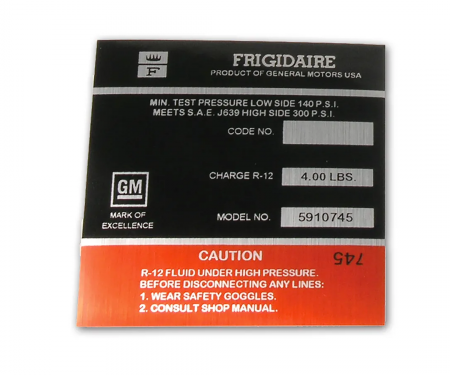 F
FRIGIDAIRE
PRODUCT OF GENERAL MOTORS USA
MIN. TEST PRESSURE LOW SIDE 140 P.S.I.
MEETS S.A.E. J639 HIGH SIDE 300 P.S.I.
CODE NO.
CHARGE R-12 4.00 LBS.
GM
MARK OF
EXCELLENCE
MODEL NO. 5910745
CAUTION
745
R-12 FLUID UNDER HIGH PRESSURE.
BEFORE DISCONNECTING ANY LINES:
1. WEAR SAFETY GOGGLES.
2. CONSULT SHOP MANUAL.